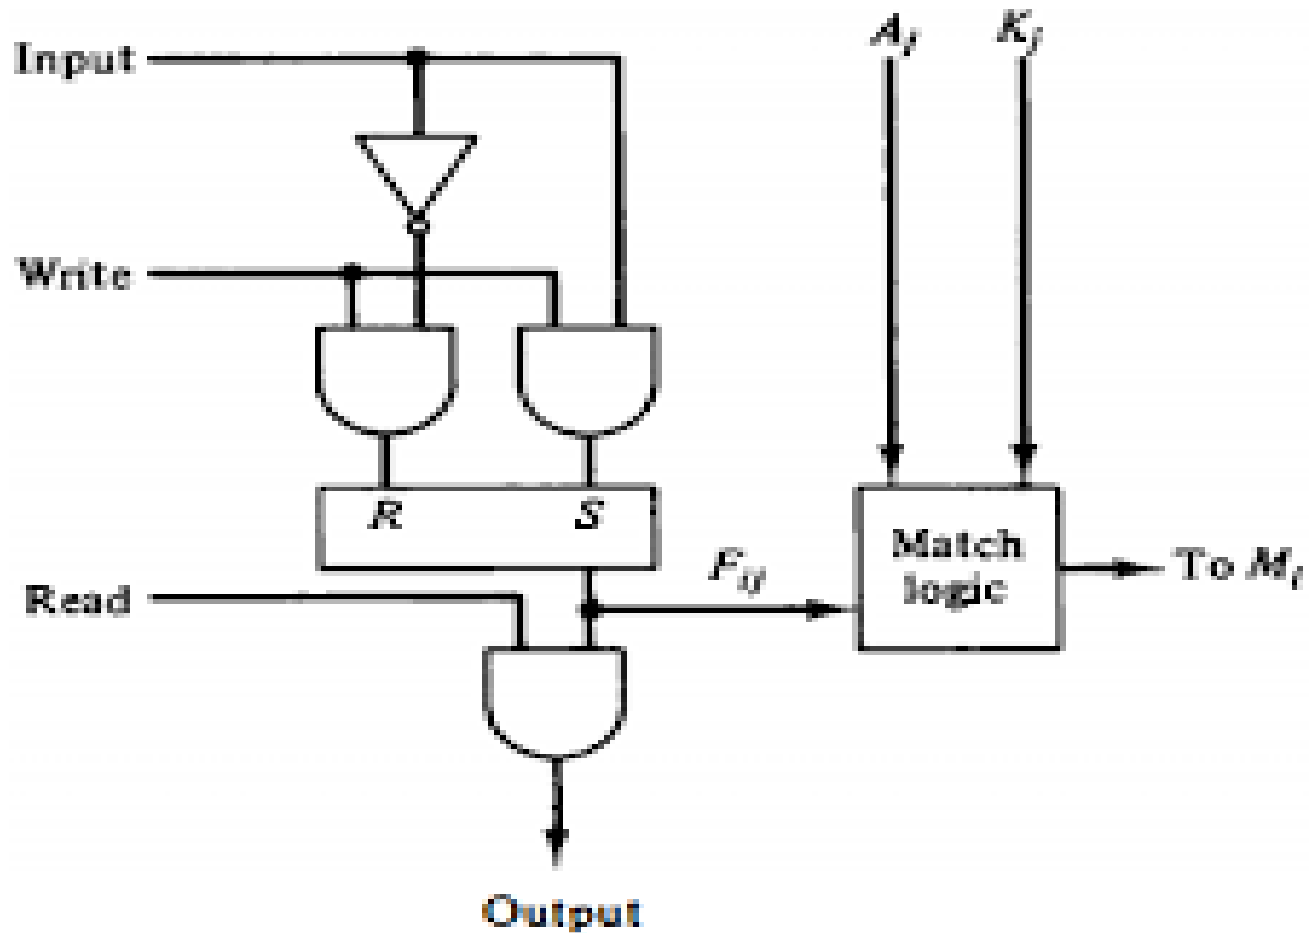 Input
A_j
K_j
Write
R
S
Read
F_ij
Match
logic
To M_i
Output